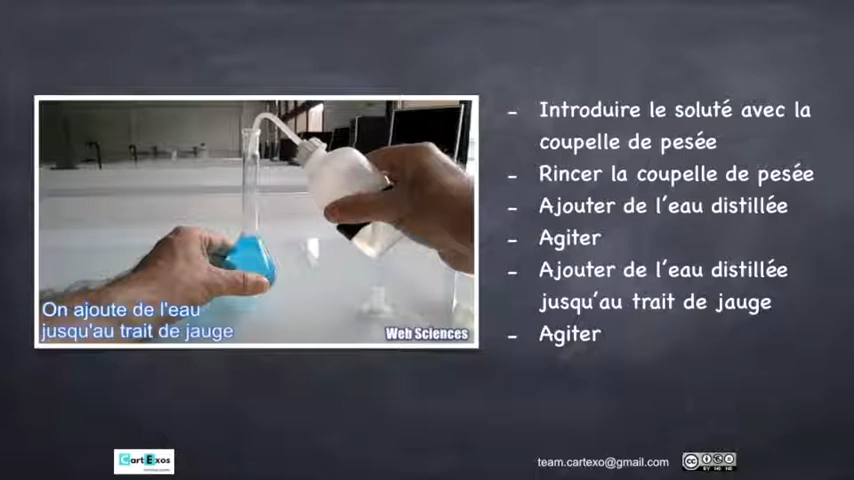 On ajoute de l'eau
jusqu'au trait de jauge
Web Sciences
- Introduire le soluté avec la
coupelle de pesée
- Rincer la coupelle de pesée
- Ajouter de l'eau distillée
- Agiter
- Ajouter de l'eau distillée
jusqu'au trait de jauge
- Agiter
CartExos
team.cartexo@gmail.com